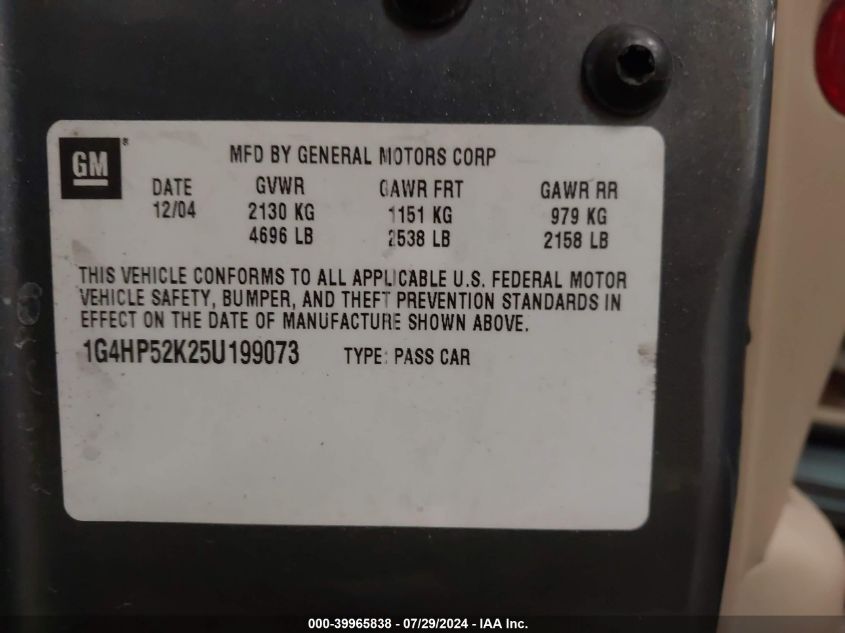 GM®
MFD BY GENERAL MOTORS CORP
DATE GVWR GAWR FRT GAWR RR
12/04 2130 KG 1151 KG 979 KG
4696 LB 2538 LB 2158 LB
THIS VEHICLE CONFORMS TO ALL APPLICABLE U.S. FEDERAL MOTOR
VEHICLE SAFETY, BUMPER, AND THEFT PREVENTION STANDARDS IN
EFFECT ON THE DATE OF MANUFACTURE SHOWN ABOVE.
1G4HP52K25U199073 TYPE: PASS CAR
000-39965838 - 07/29/2024 - IAA Inc.